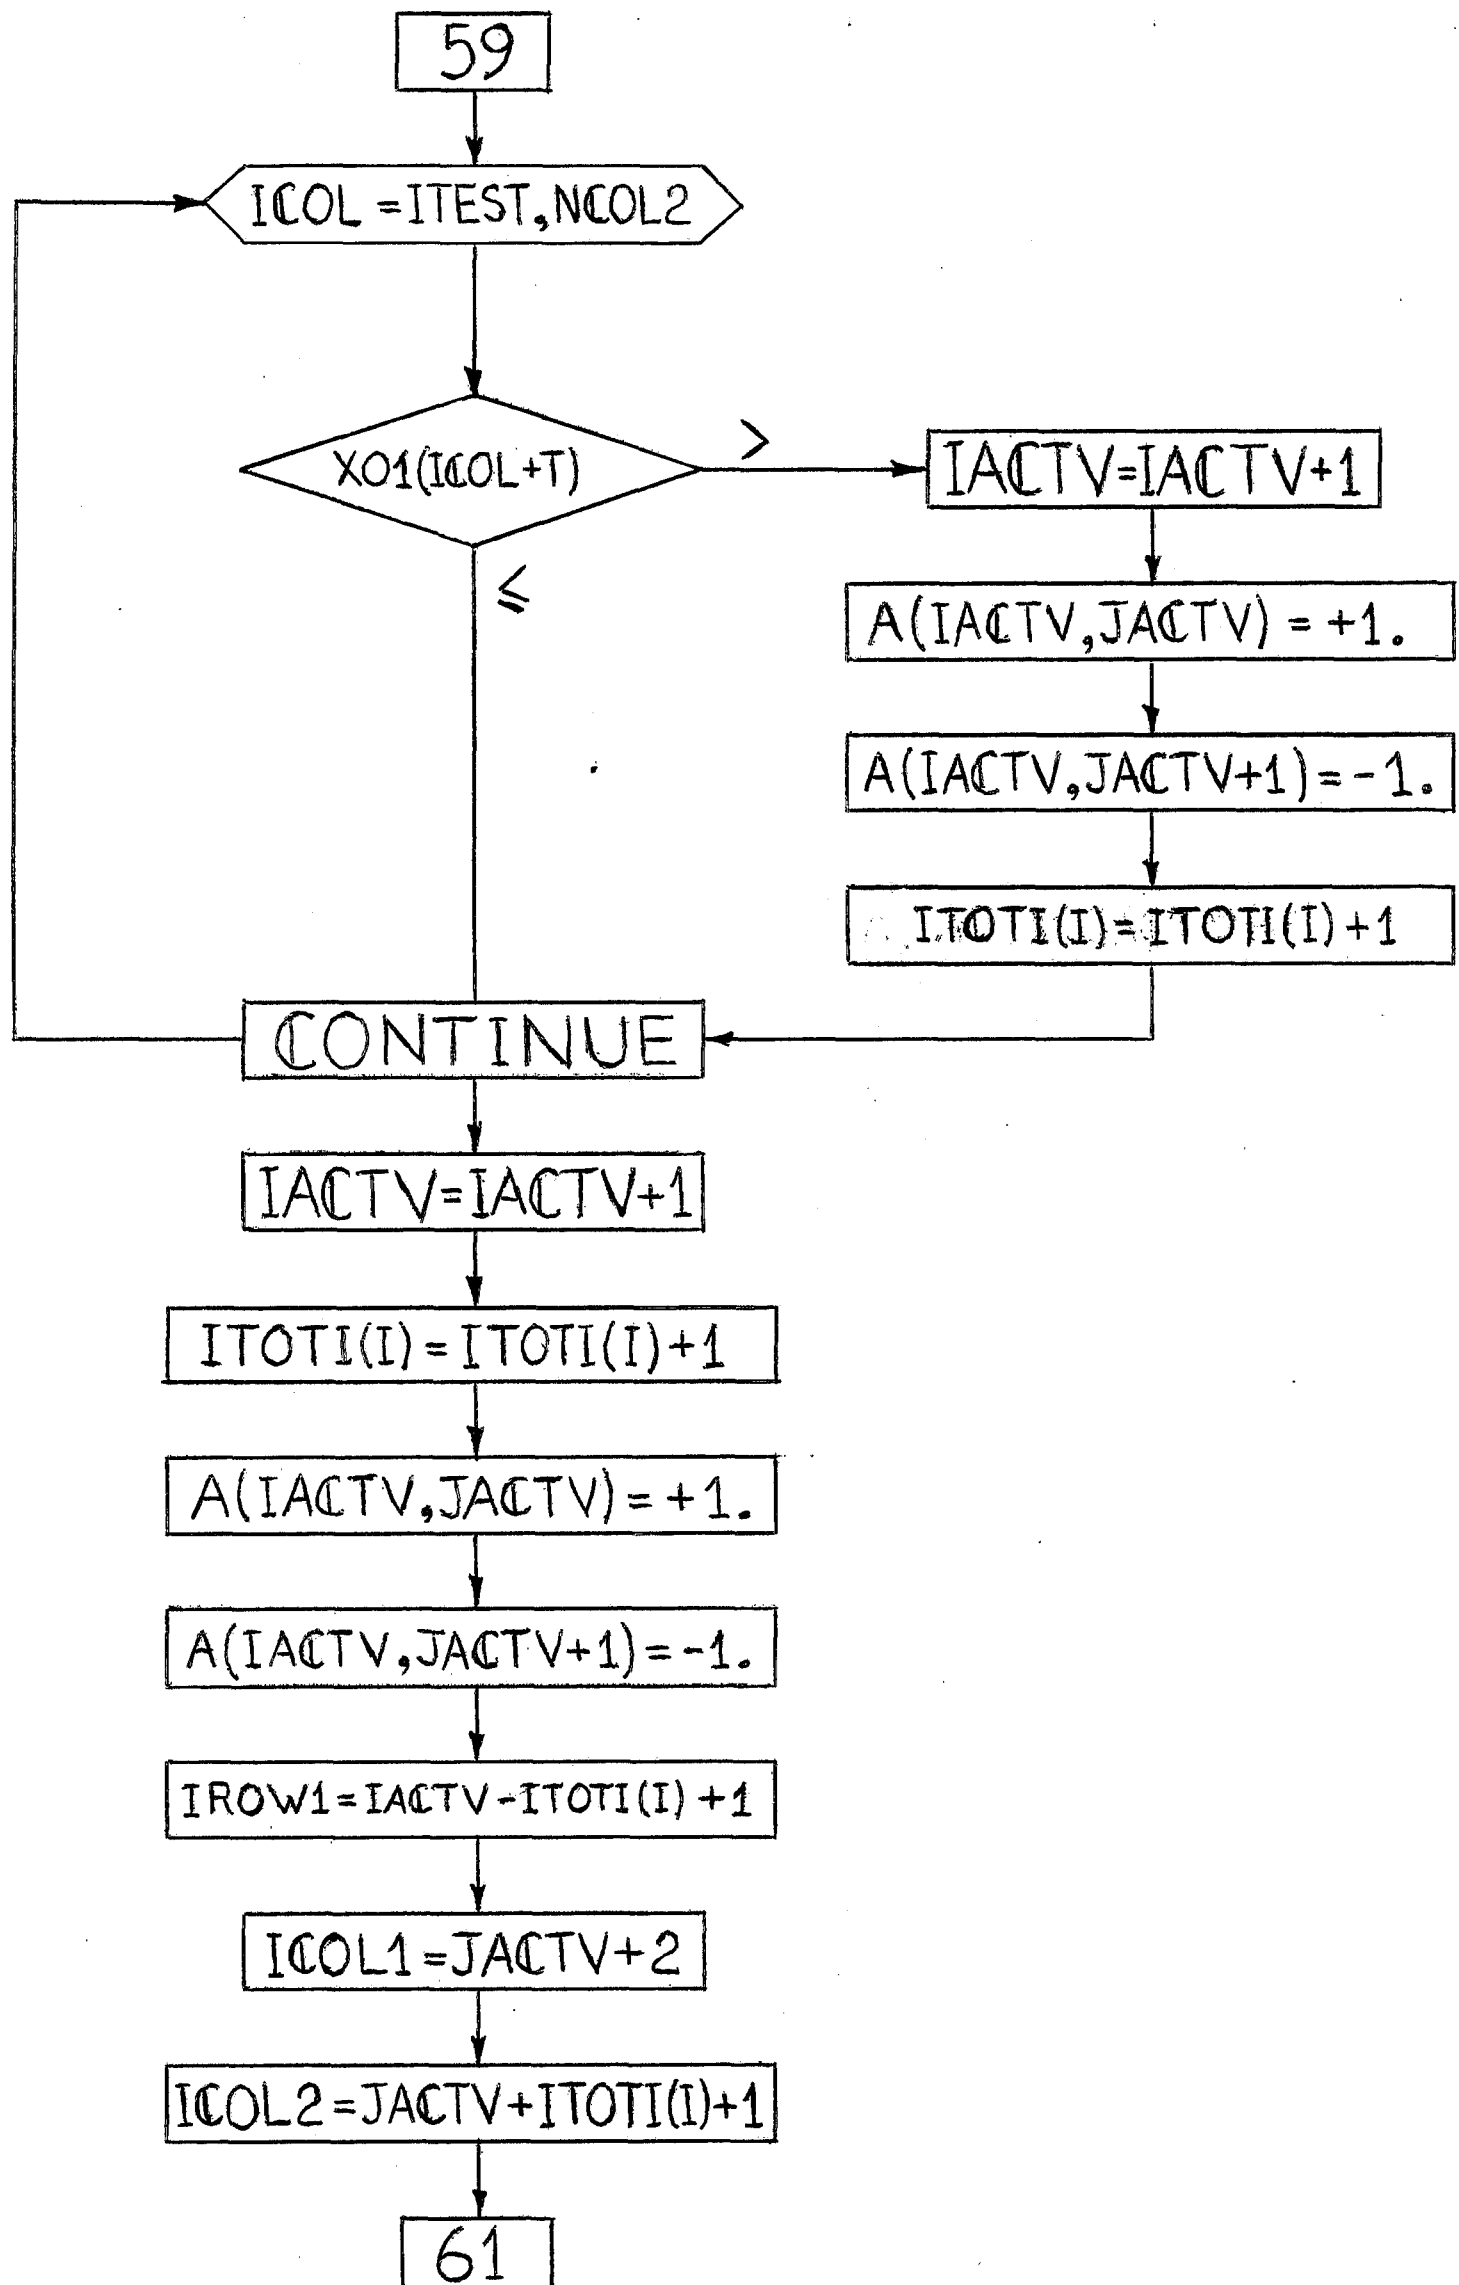 59
ICOL =ITEST,NCOL2
XO1(ICOL+T)
>
IACTV=IACTV+1
A(IACTV,JACTV) = +1.
A(IACTV,JACTV+1)=-1.
ITOTI(I)=ITOTI(I)+1
≤
CONTINUE
IACTV=IACTV+1
ITOTI(I)=ITOTI(I)+1
A(IACTV,JACTV)=+1.
A(IACTV,JACTV+1)=-1.
IROW1=IACTV-ITOTI(I)+1
ICOL1=JACTV+2
ICOL2=JACTV+ITOTI(I)+1
61